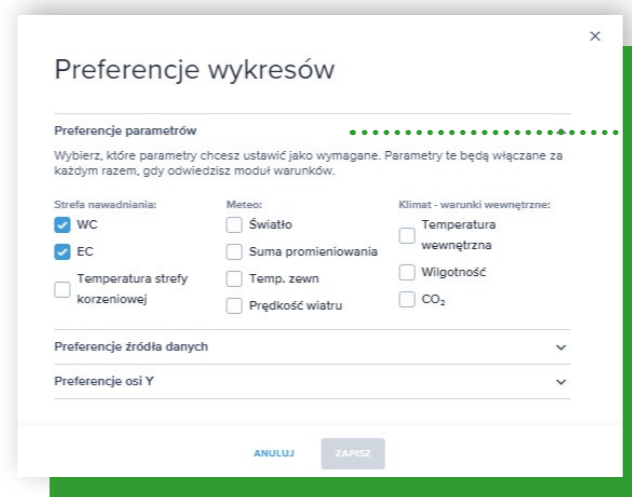 Preferencje wykresów
Preferencje parametrów
Wybierz, które parametry chcesz ustawić jako wymagane. Parametry te będą włączane za
każdym razem, gdy odwiedzisz moduł warunków.
Strefa nawadniania:
WC
EC
Temperatura strefy
korzeniowej
Meteo:
Światło
Suma promieniowania
Temp. zewn
Prędkość wiatru
Klimat - warunki wewnętrzne:
Temperatura
wewnętrzna
Wilgotność
CO₂
Preferencje źródła danych
Preferencje osi Y
ANULUJ
ZAPISZ